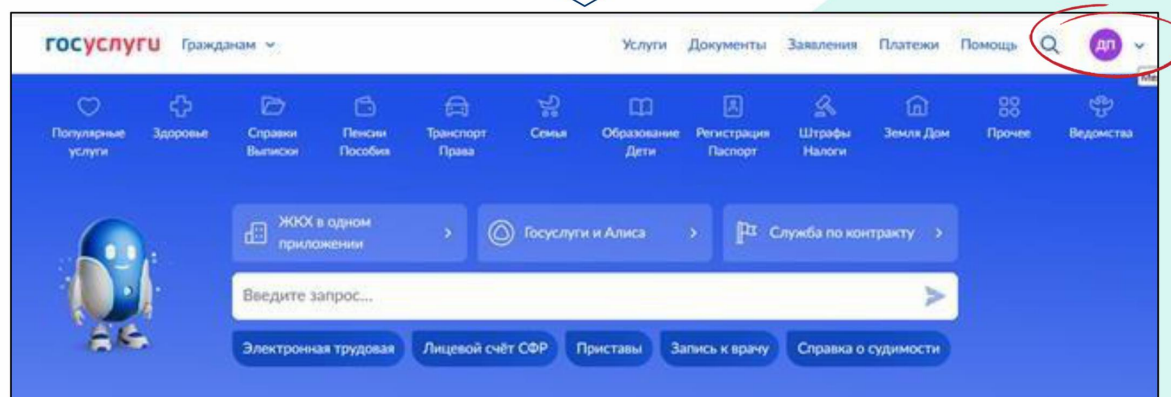 госуслуги Гражданам Услуги Документы Заявления Платежи Помощь ДП
Ме
Популярные услуги
Здоровье
Справки Выписки
Пенсии Пособия
Транспорт Права
Семья
Образование Дети
Регистрация Паспорт
Штрафы Налоги
Земля Дом
Прочее
Ведомства
ЖКХ в одном приложении
Госуслуги и Алиса
Служба по контракту
Введите запрос...
Электронная трудовая
Лицевой счёт СФР
Приставы
Запись к врачу
Справка о судимости